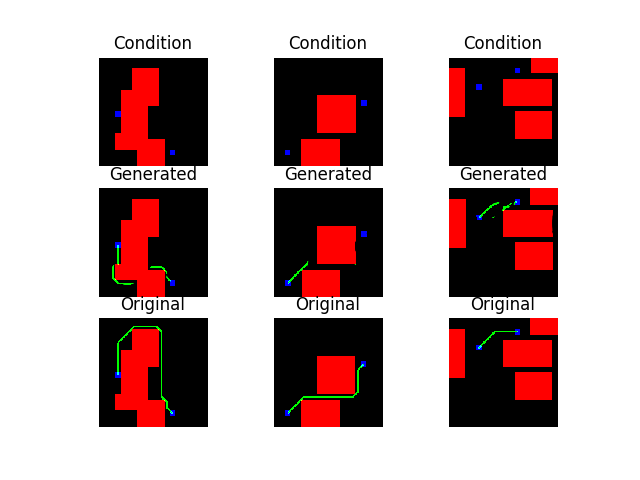 Condition Condition Condition
Generated Generated Generated
Original Original Original